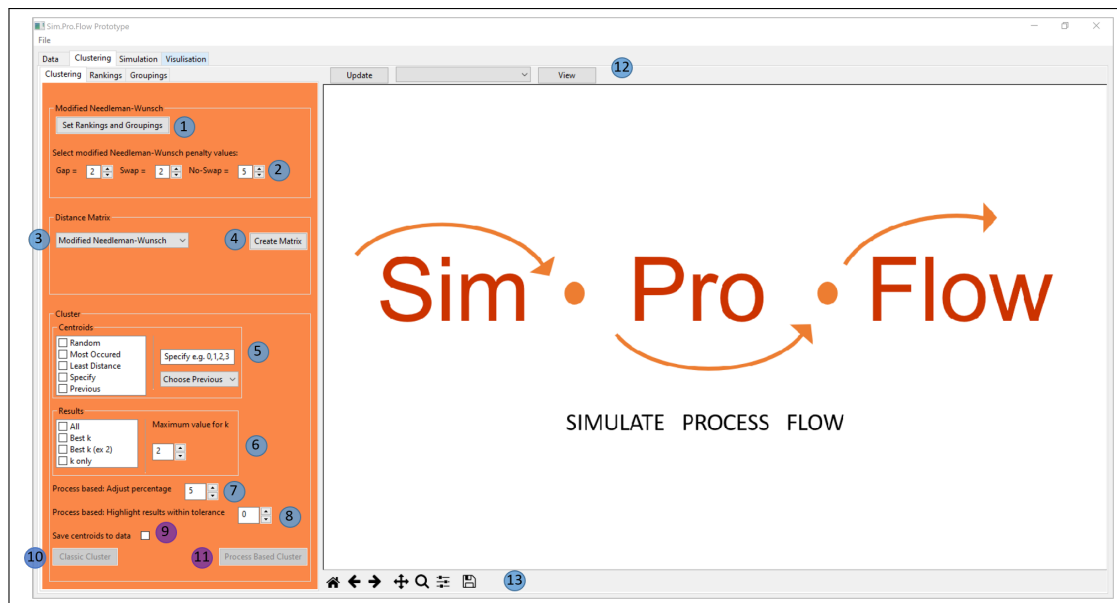 Sim.Pro.Flow Prototype
File
Data Clustering Simulation Visulisation
Clustering Rankings Groupings
Update View 12
Modified Needleman-Wunsch
Set Rankings and Groupings 1
Select modified Needleman-Wunsch penalty values:
Gap = 2 Swap = 2 No-Swap = 5 2
Distance Matrix
3 Modified Needleman-Wunsch 4 Create Matrix
Cluster
Centroids
Random
Most Occured
Least Distance
Specify
Previous
Specify e.g. 0,1,2,3 5
Choose Previous
Results
All
Best k
Best k (ex 2)
k only
Maximum value for k
2 6
Process based: Adjust percentage 5 7
Process based: Highlight results within tolerance 0 8
Save centroids to data 9
10 Classic Cluster 11 Process Based Cluster
Sim • Pro • Flow
SIMULATE PROCESS FLOW
13